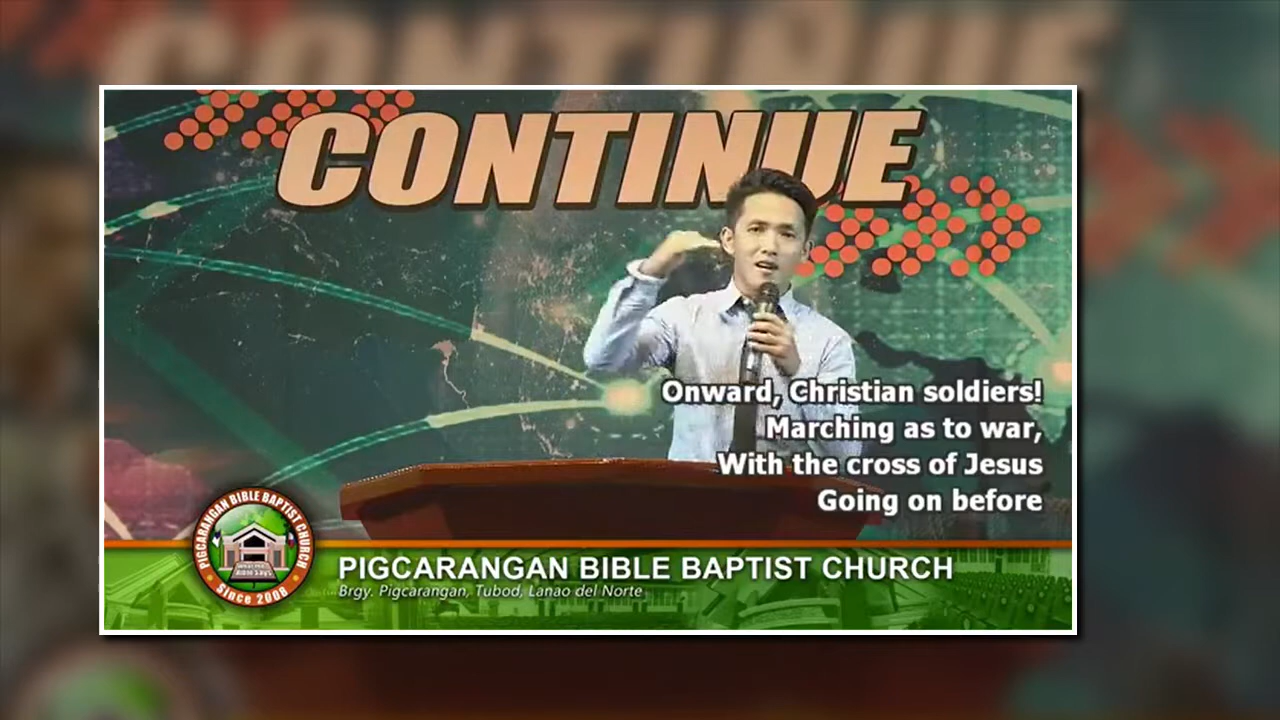 CONTINUE
Onward, Christian soldiers!
Marching as to war,
With the cross of Jesus
Going on before
PIGCARANGAN BIBLE BAPTIST CHURCH
Since 2008
PIGCARANGAN BIBLE BAPTIST CHURCH
Brgy. Pigcarangan, Tubod, Lanao del Norte